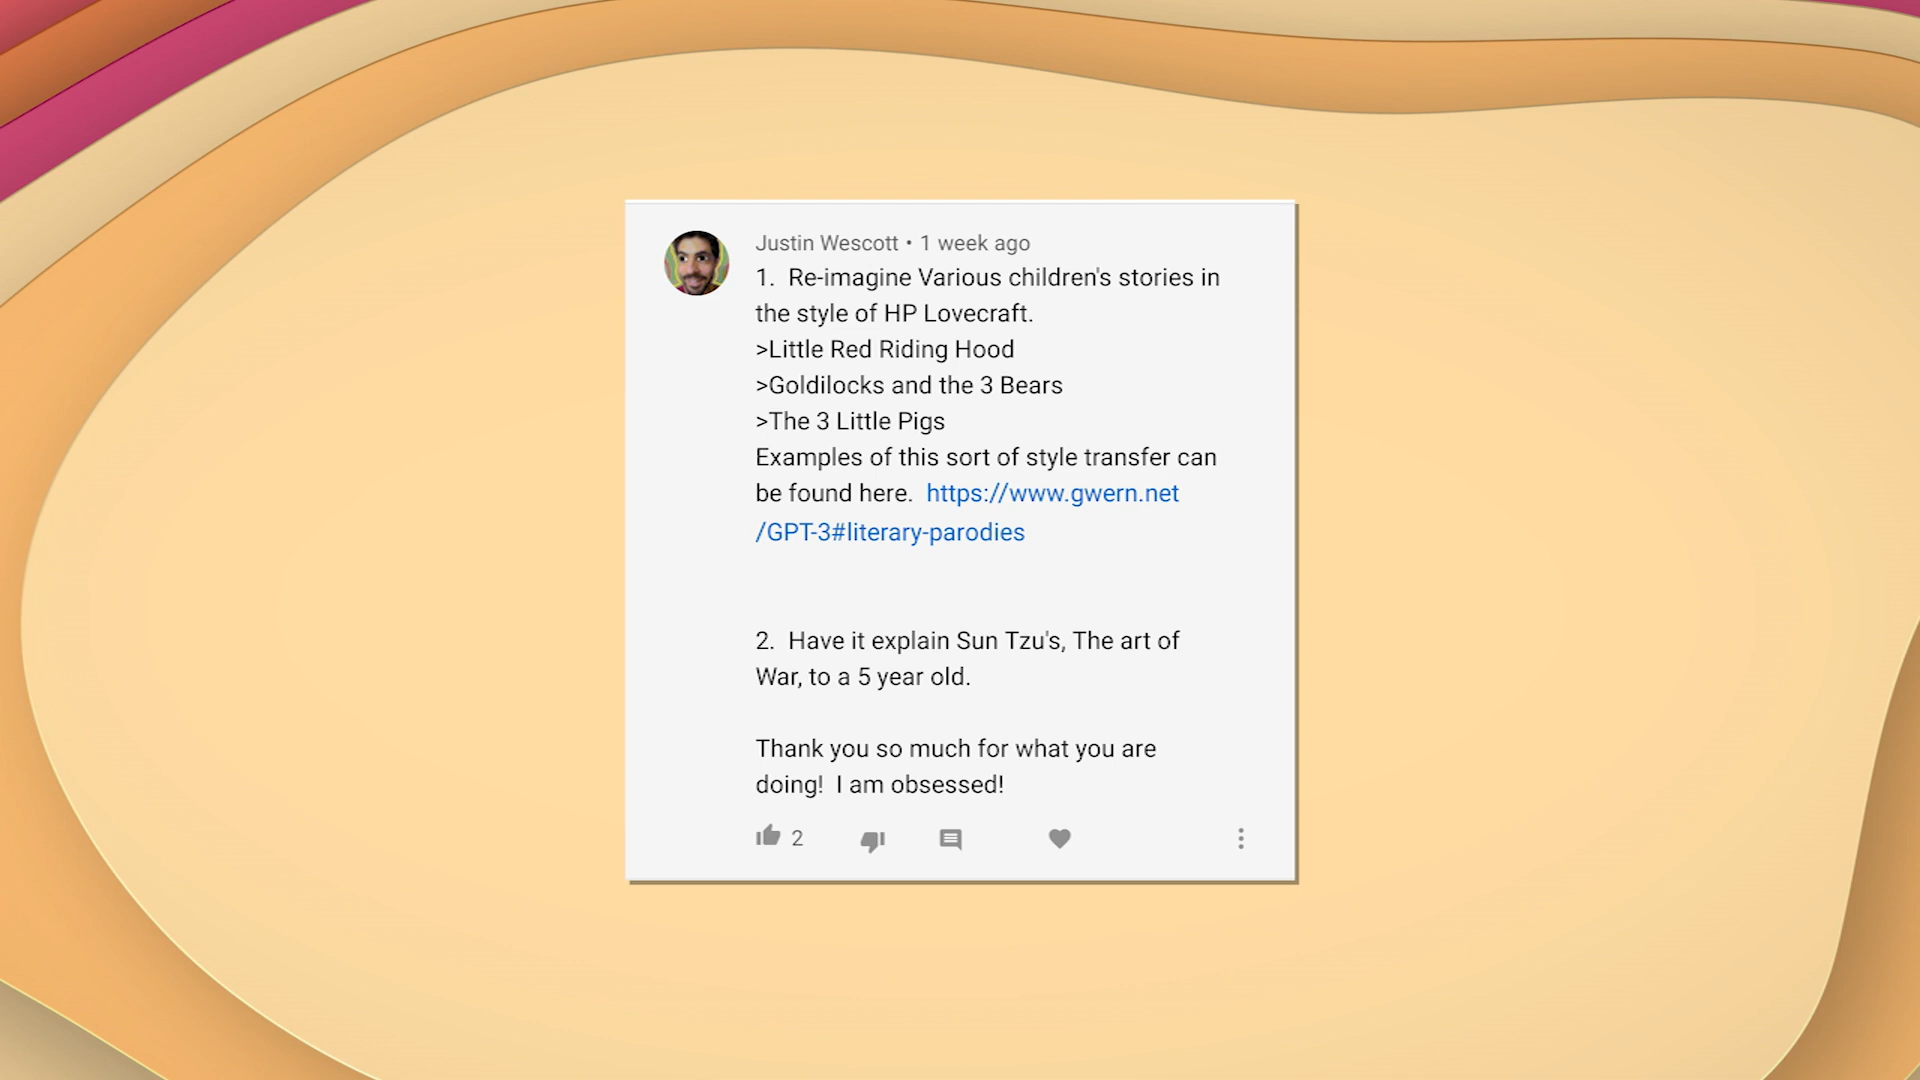 Justin Wescott • 1 week ago
1.  Re-imagine Various children's stories in
the style of HP Lovecraft.
>Little Red Riding Hood
>Goldilocks and the 3 Bears
>The 3 Little Pigs
Examples of this sort of style transfer can
be found here.  https://www.gwern.net
/GPT-3#literary-parodies
2.  Have it explain Sun Tzu's, The art of
War, to a 5 year old.
Thank you so much for what you are
doing!  I am obsessed!
2